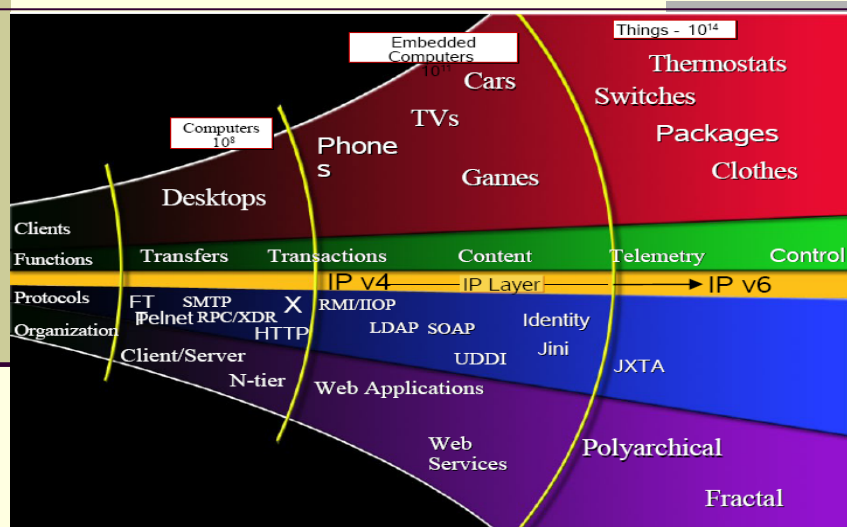 Things - 10¹⁴
Embedded
Computers
10¹¹
Thermostats
Cars
Switches
TVs
Computers
10⁸
Packages
Phone
s
Clothes
Games
Desktops
Clients
Functions
Transfers
Transactions
Content
Telemetry
Control
IP v4
IP Layer
IP v6
Protocols
FT
P
SMTP
X
RMI/IIOP
Telnet
RPC/XDR
HTTP
LDAP
SOAP
Identity
Organization
Jini
UDDI
JXTA
Client/Server
N-tier
Web Applications
Web
Services
Polyarchical
Fractal